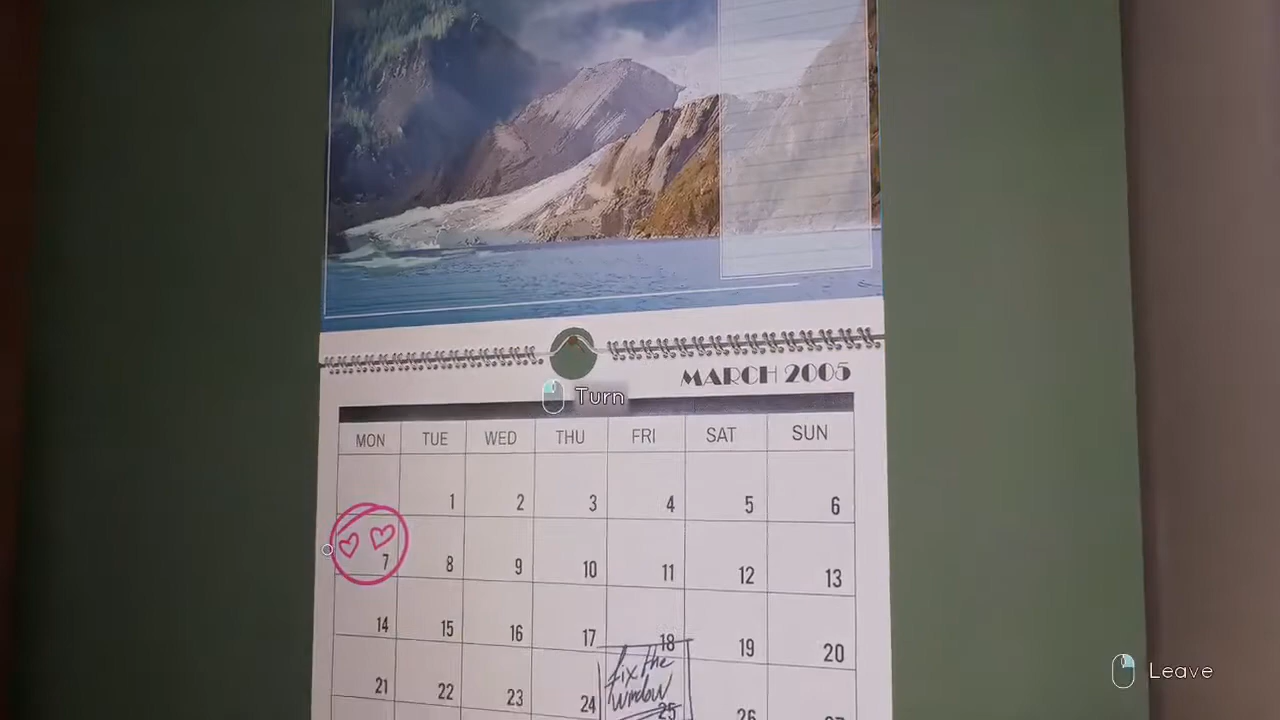 MARCH 2005
Turn
MON TUE WED THU FRI SAT SUN
1 2 3 4 5 6
7 8 9 10 11 12 13
14 15 16 17 18 19 20
fix the
window
21 22 23 24 25 26 27
Leave